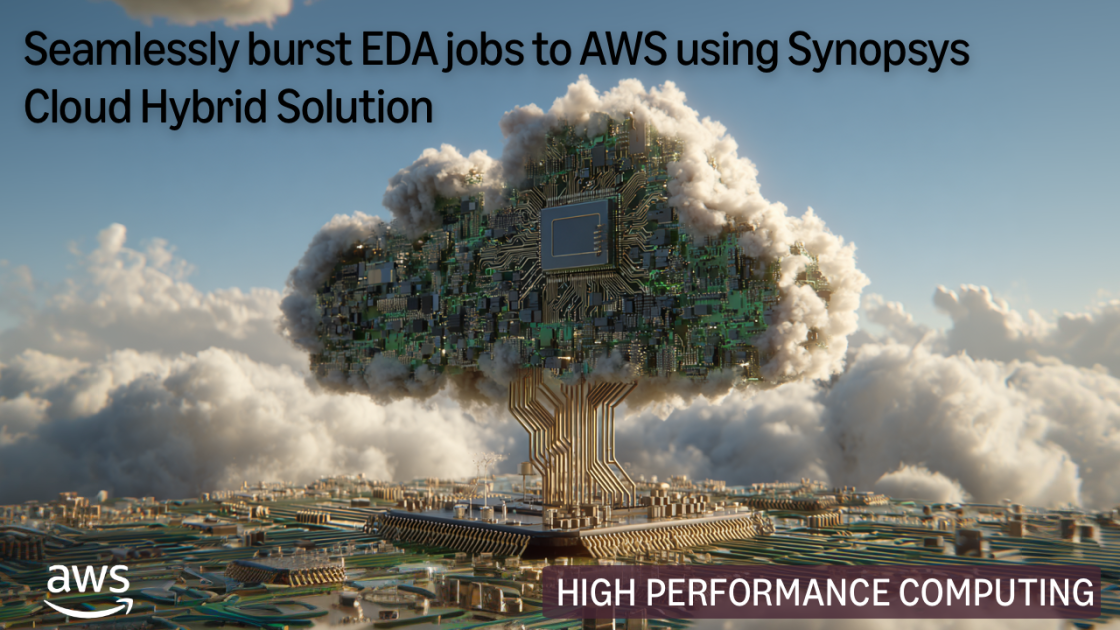 Seamlessly burst EDA jobs to AWS using Synopsys
Cloud Hybrid Solution
aws
HIGH PERFORMANCE COMPUTING